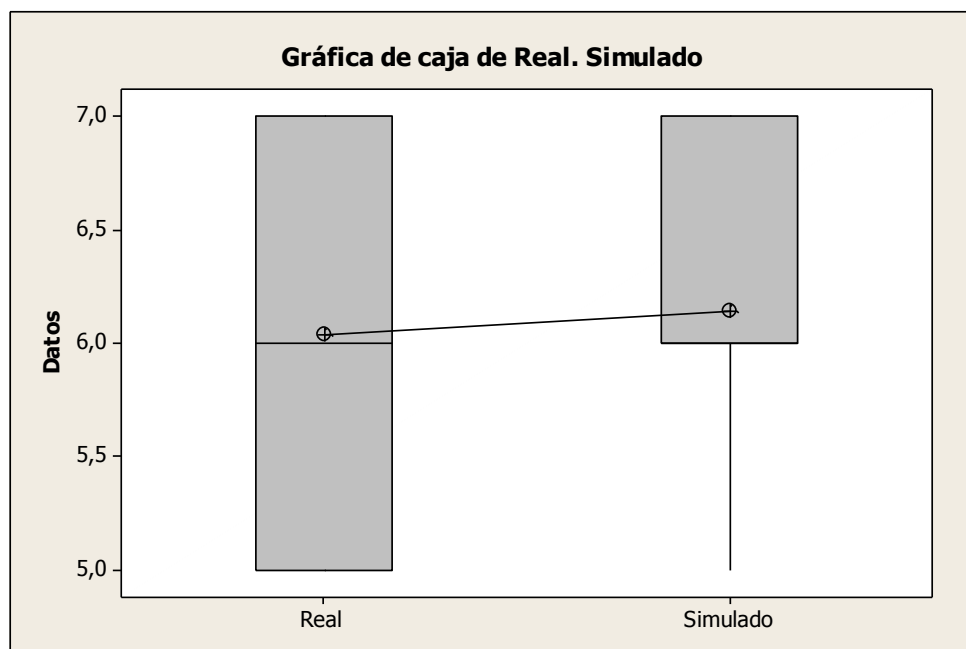 Gráfica de caja de Real. Simulado
7,0
6,5
6,0
5,5
5,0
Datos
Real
Simulado